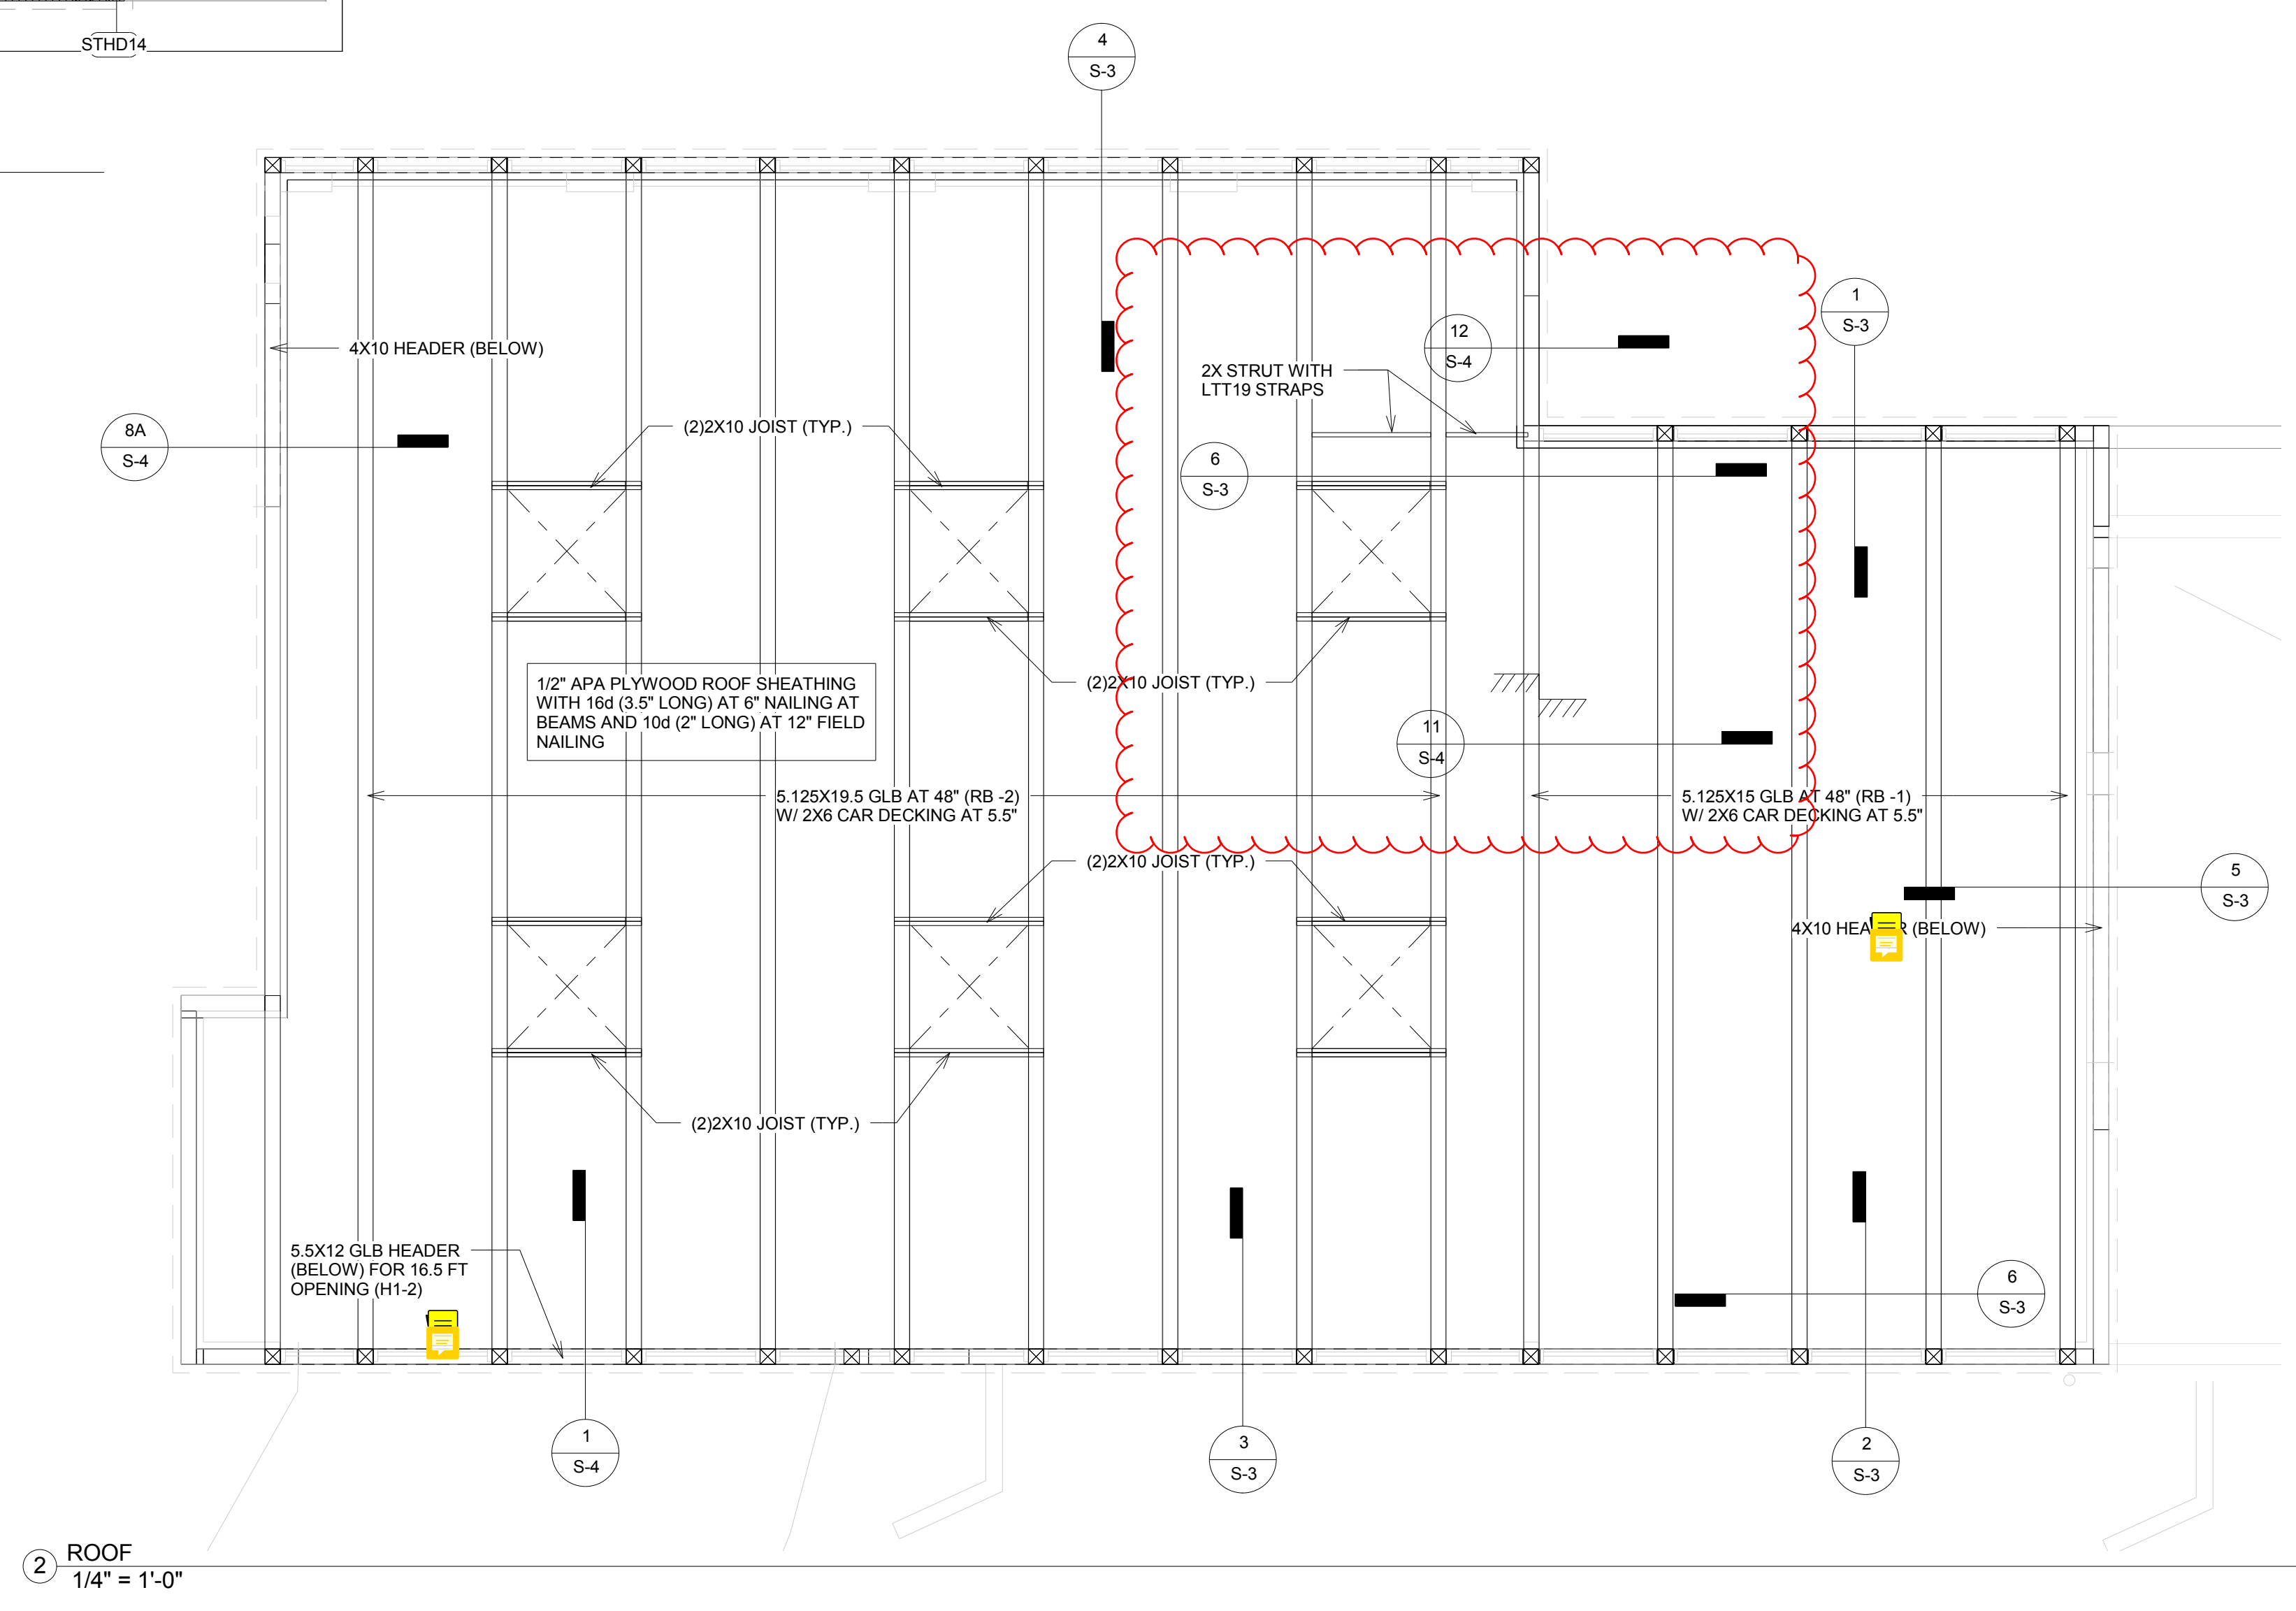 STHD14
4
S-3
1
S-3
12
S-4
4X10 HEADER (BELOW)
2X STRUT WITH
LTT19 STRAPS
8A
S-4
(2)2X10 JOIST (TYP.)
6
S-3
1/2" APA PLYWOOD ROOF SHEATHING
WITH 16d (3.5" LONG) AT 6" NAILING AT
BEAMS AND 10d (2" LONG) AT 12" FIELD
NAILING
(2)2X10 JOIST (TYP.)
11
S-4
5.125X19.5 GLB AT 48" (RB -2)
W/ 2X6 CAR DECKING AT 5.5"
5.125X15 GLB AT 48" (RB -1)
W/ 2X6 CAR DECKING AT 5.5"
(2)2X10 JOIST (TYP.)
5
S-3
4X10 HEADER (BELOW)
(2)2X10 JOIST (TYP.)
5.5X12 GLB HEADER
(BELOW) FOR 16.5 FT
OPENING (H1-2)
6
S-3
1
S-4
3
S-3
2
S-3
2 ROOF
1/4" = 1'-0"